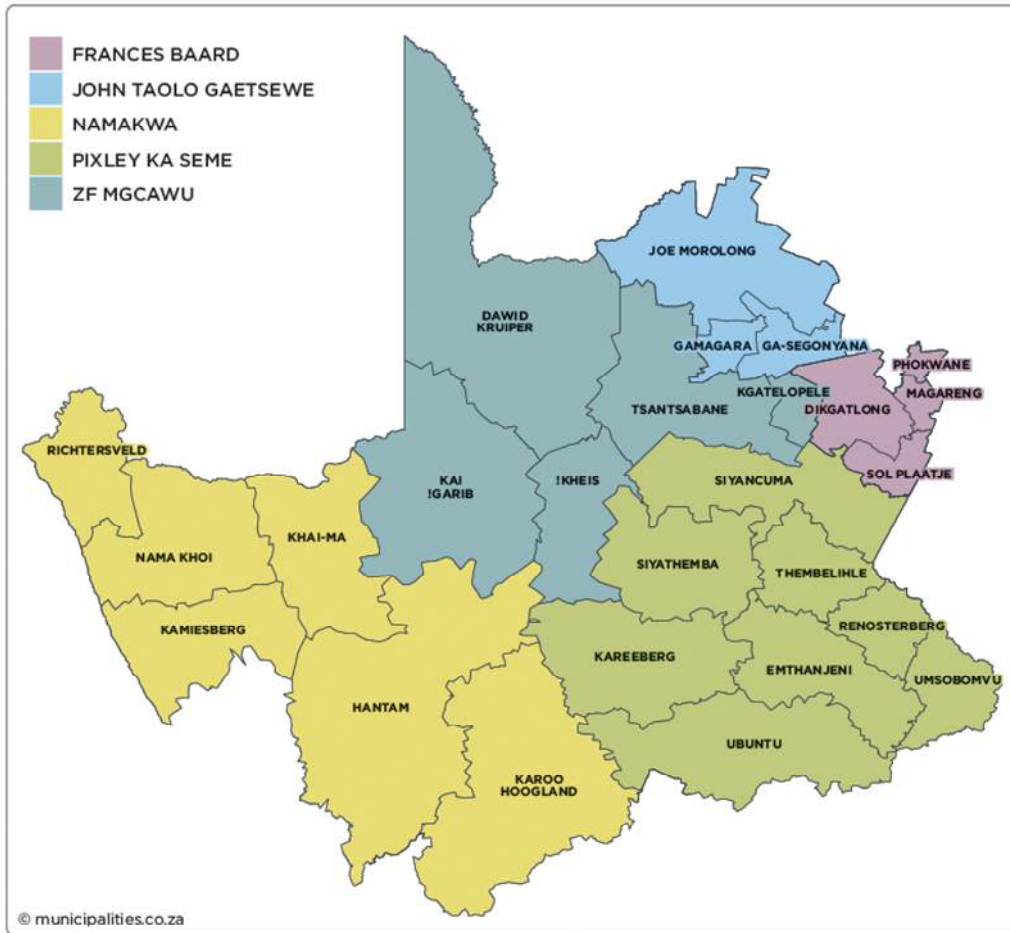 FRANCES BAARD
JOHN TAOLO GAETSEWE
NAMAKWA
PIXLEY KA SEME
ZF MGCAWU
JOE MOROLONG
DAWID
KRUIPER
GAMAGARA
GA-SEGONYANA
PHOKWANE
KGATELOPELE
MAGARENG
TSANTSABANE
DIKGATLONG
RICHTERSVELD
SOL PLAATJE
KAI
!GARIB
!KHEIS
SIYANCUMA
KHAI-MA
NAMA KHOI
SIYATHEMBA
THEMBELIHLE
KAMIESBERG
RENOSTERBERG
KAREEBERG
EMTHANJENI
UMSOBOMVU
HANTAM
UBUNTU
KAROO
HOOGLAND
© municipalities.co.za